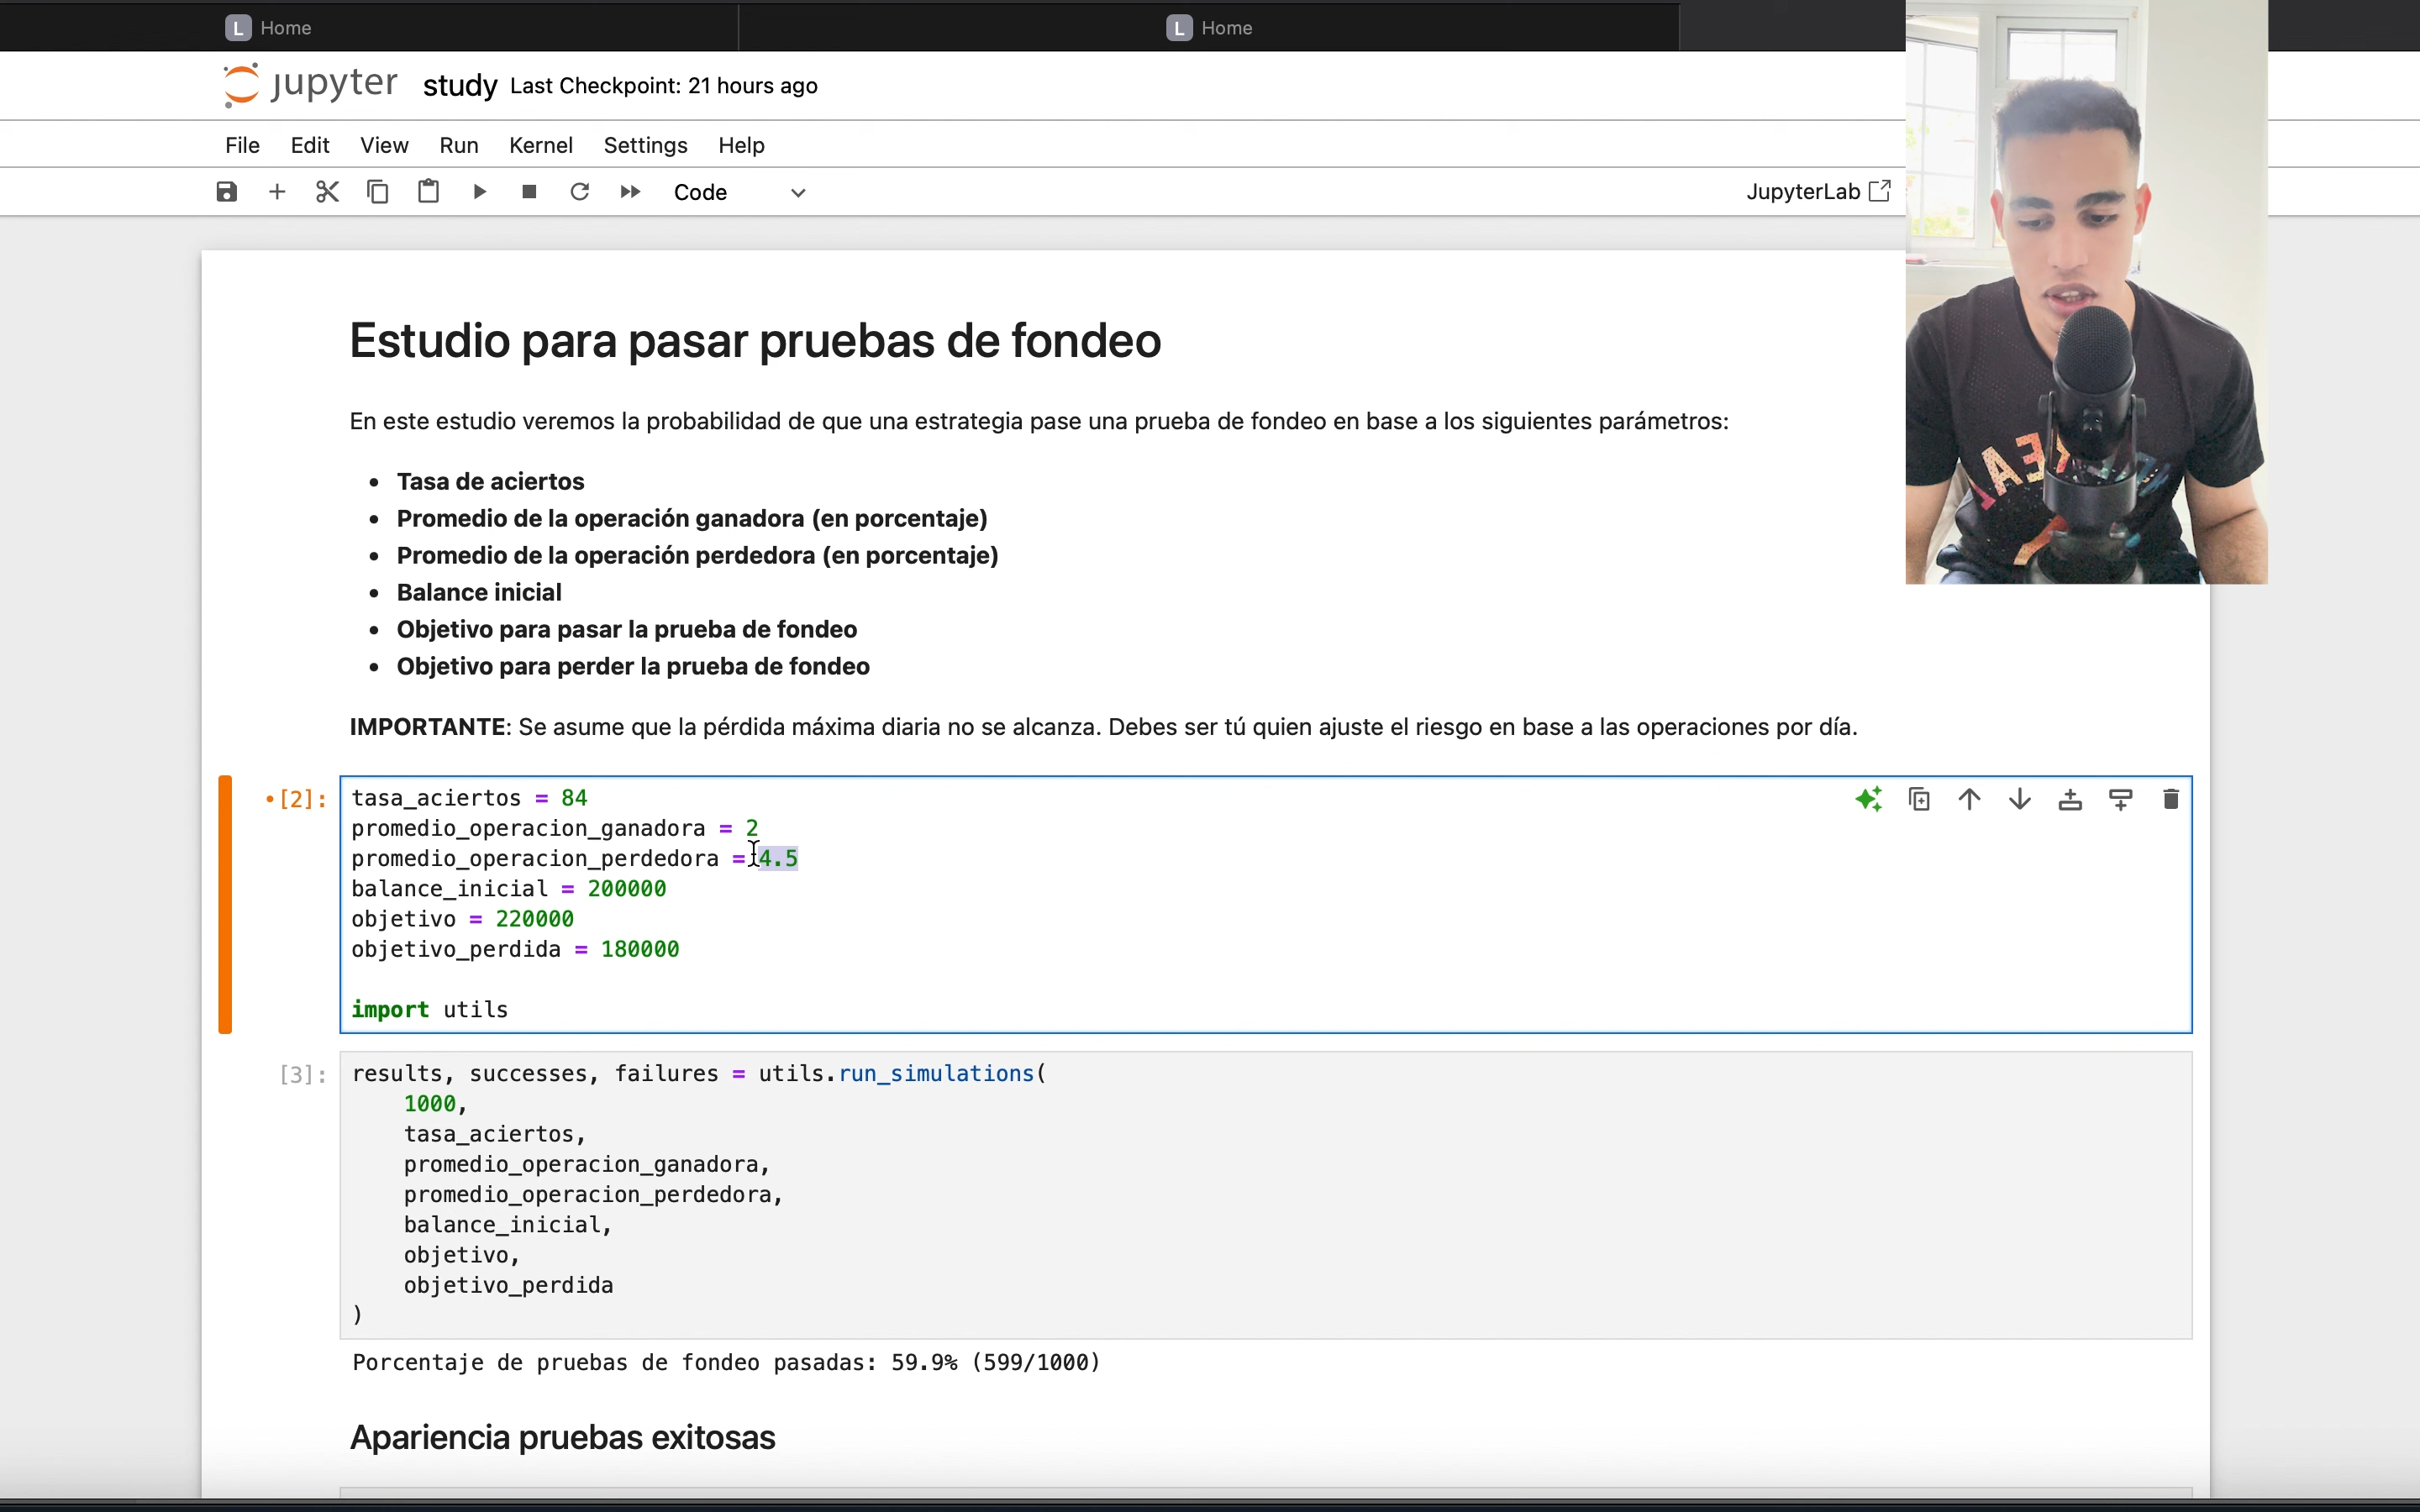 L Home
L Home
jupyter study Last Checkpoint: 21 hours ago
File Edit View Run Kernel Settings Help
Code
JupyterLab
Estudio para pasar pruebas de fondeo
En este estudio veremos la probabilidad de que una estrategia pase una prueba de fondeo en base a los siguientes parámetros:
• Tasa de aciertos
• Promedio de la operación ganadora (en porcentaje)
• Promedio de la operación perdedora (en porcentaje)
• Balance inicial
• Objetivo para pasar la prueba de fondeo
• Objetivo para perder la prueba de fondeo
IMPORTANTE: Se asume que la pérdida máxima diaria no se alcanza. Debes ser tú quien ajuste el riesgo en base a las operaciones por día.
•[2]: tasa_aciertos = 84
promedio_operacion_ganadora = 2
promedio_operacion_perdedora = 4.5
balance_inicial = 200000
objetivo = 220000
objetivo_perdida = 180000
import utils
[3]: results, successes, failures = utils.run_simulations(
1000,
tasa_aciertos,
promedio_operacion_ganadora,
promedio_operacion_perdedora,
balance_inicial,
objetivo,
objetivo_perdida
)
Porcentaje de pruebas de fondeo pasadas: 59.9% (599/1000)
Apariencia pruebas exitosas